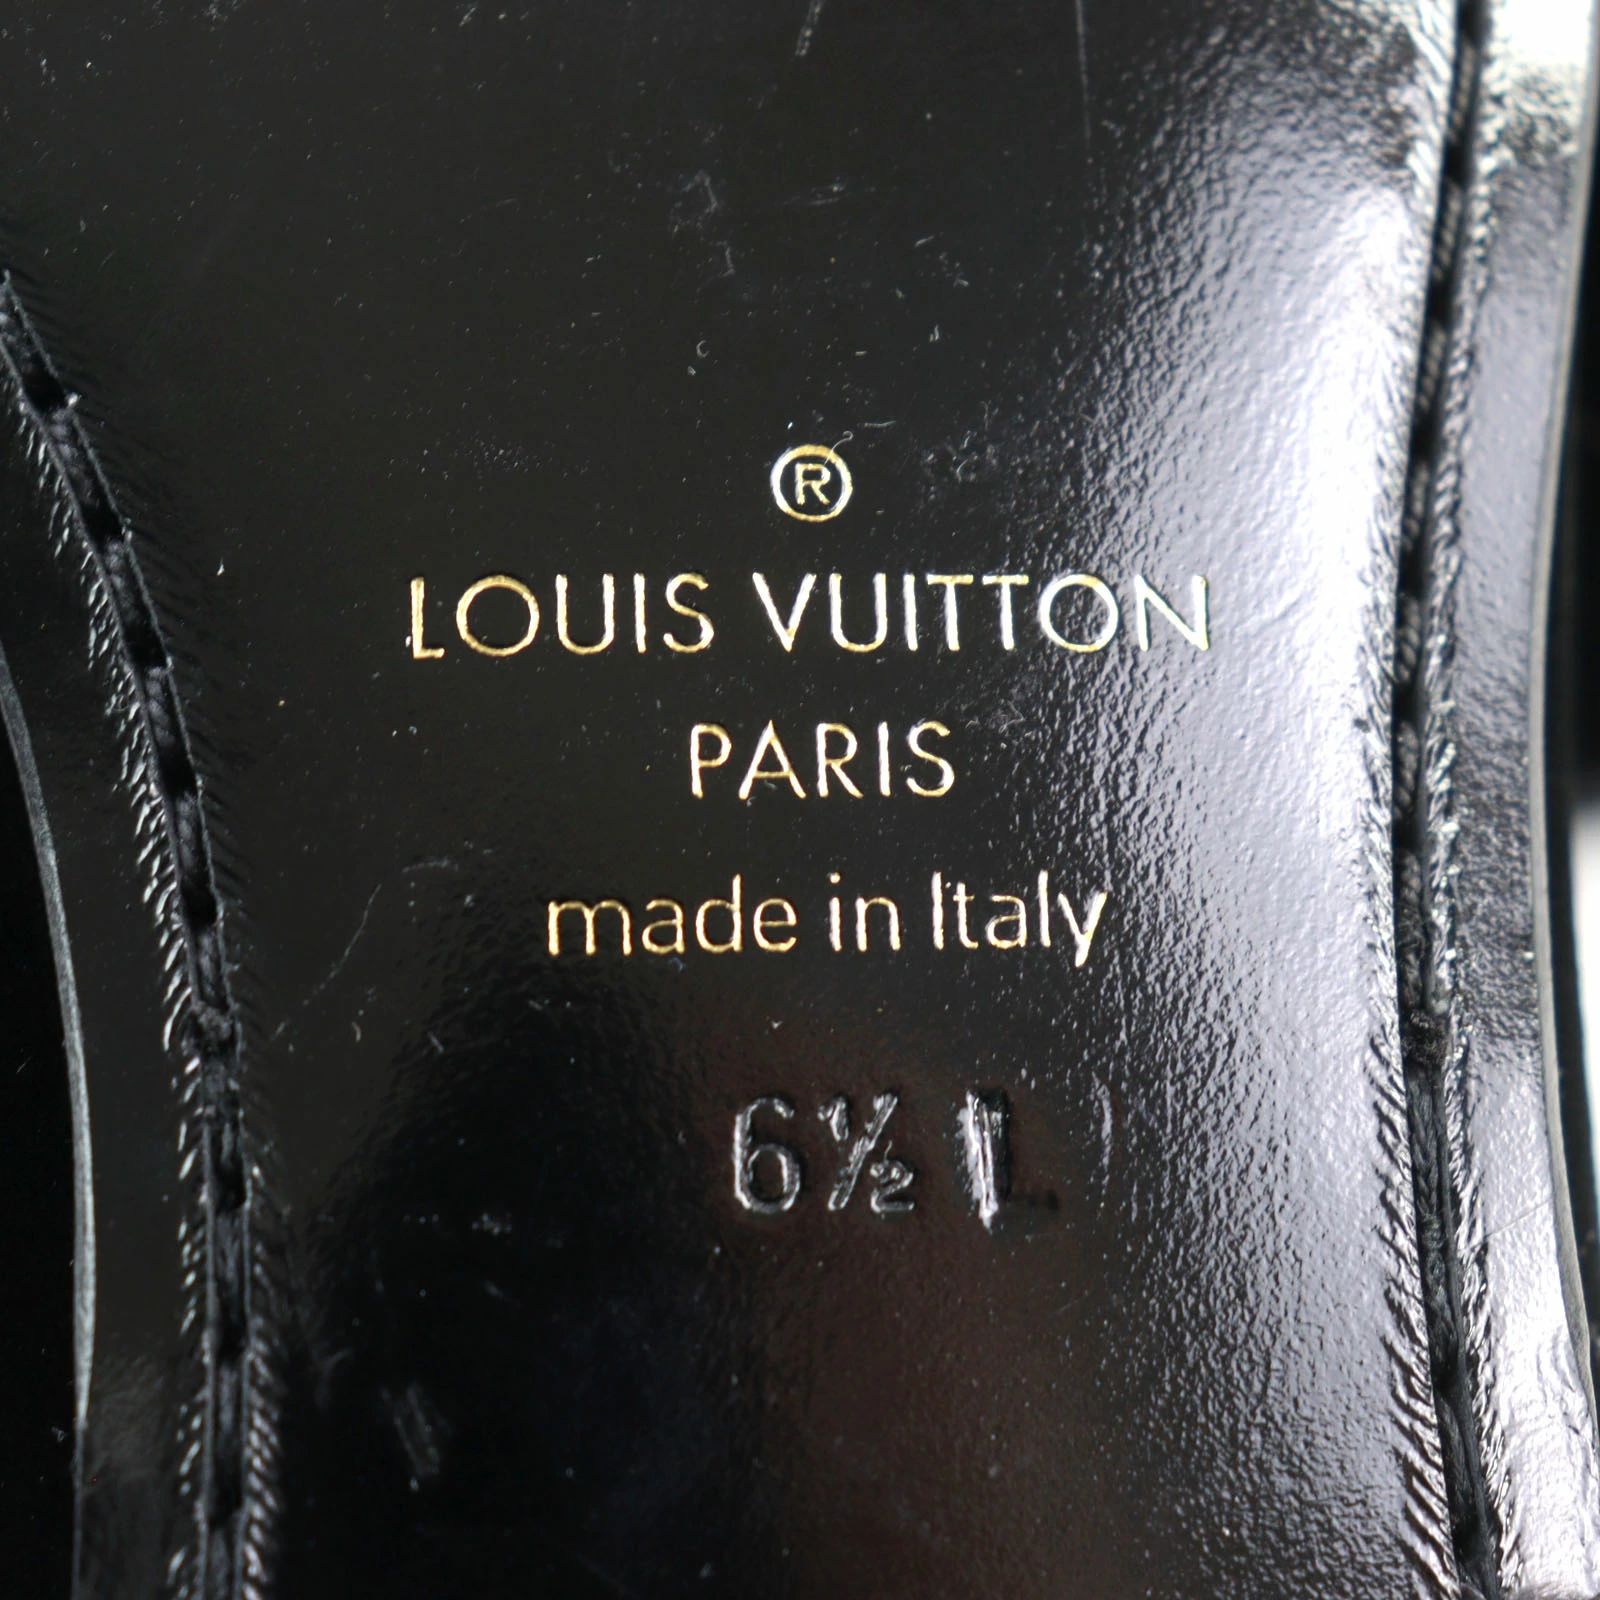 ®
LOUIS VUITTON
PARIS
made in Italy
6½ L